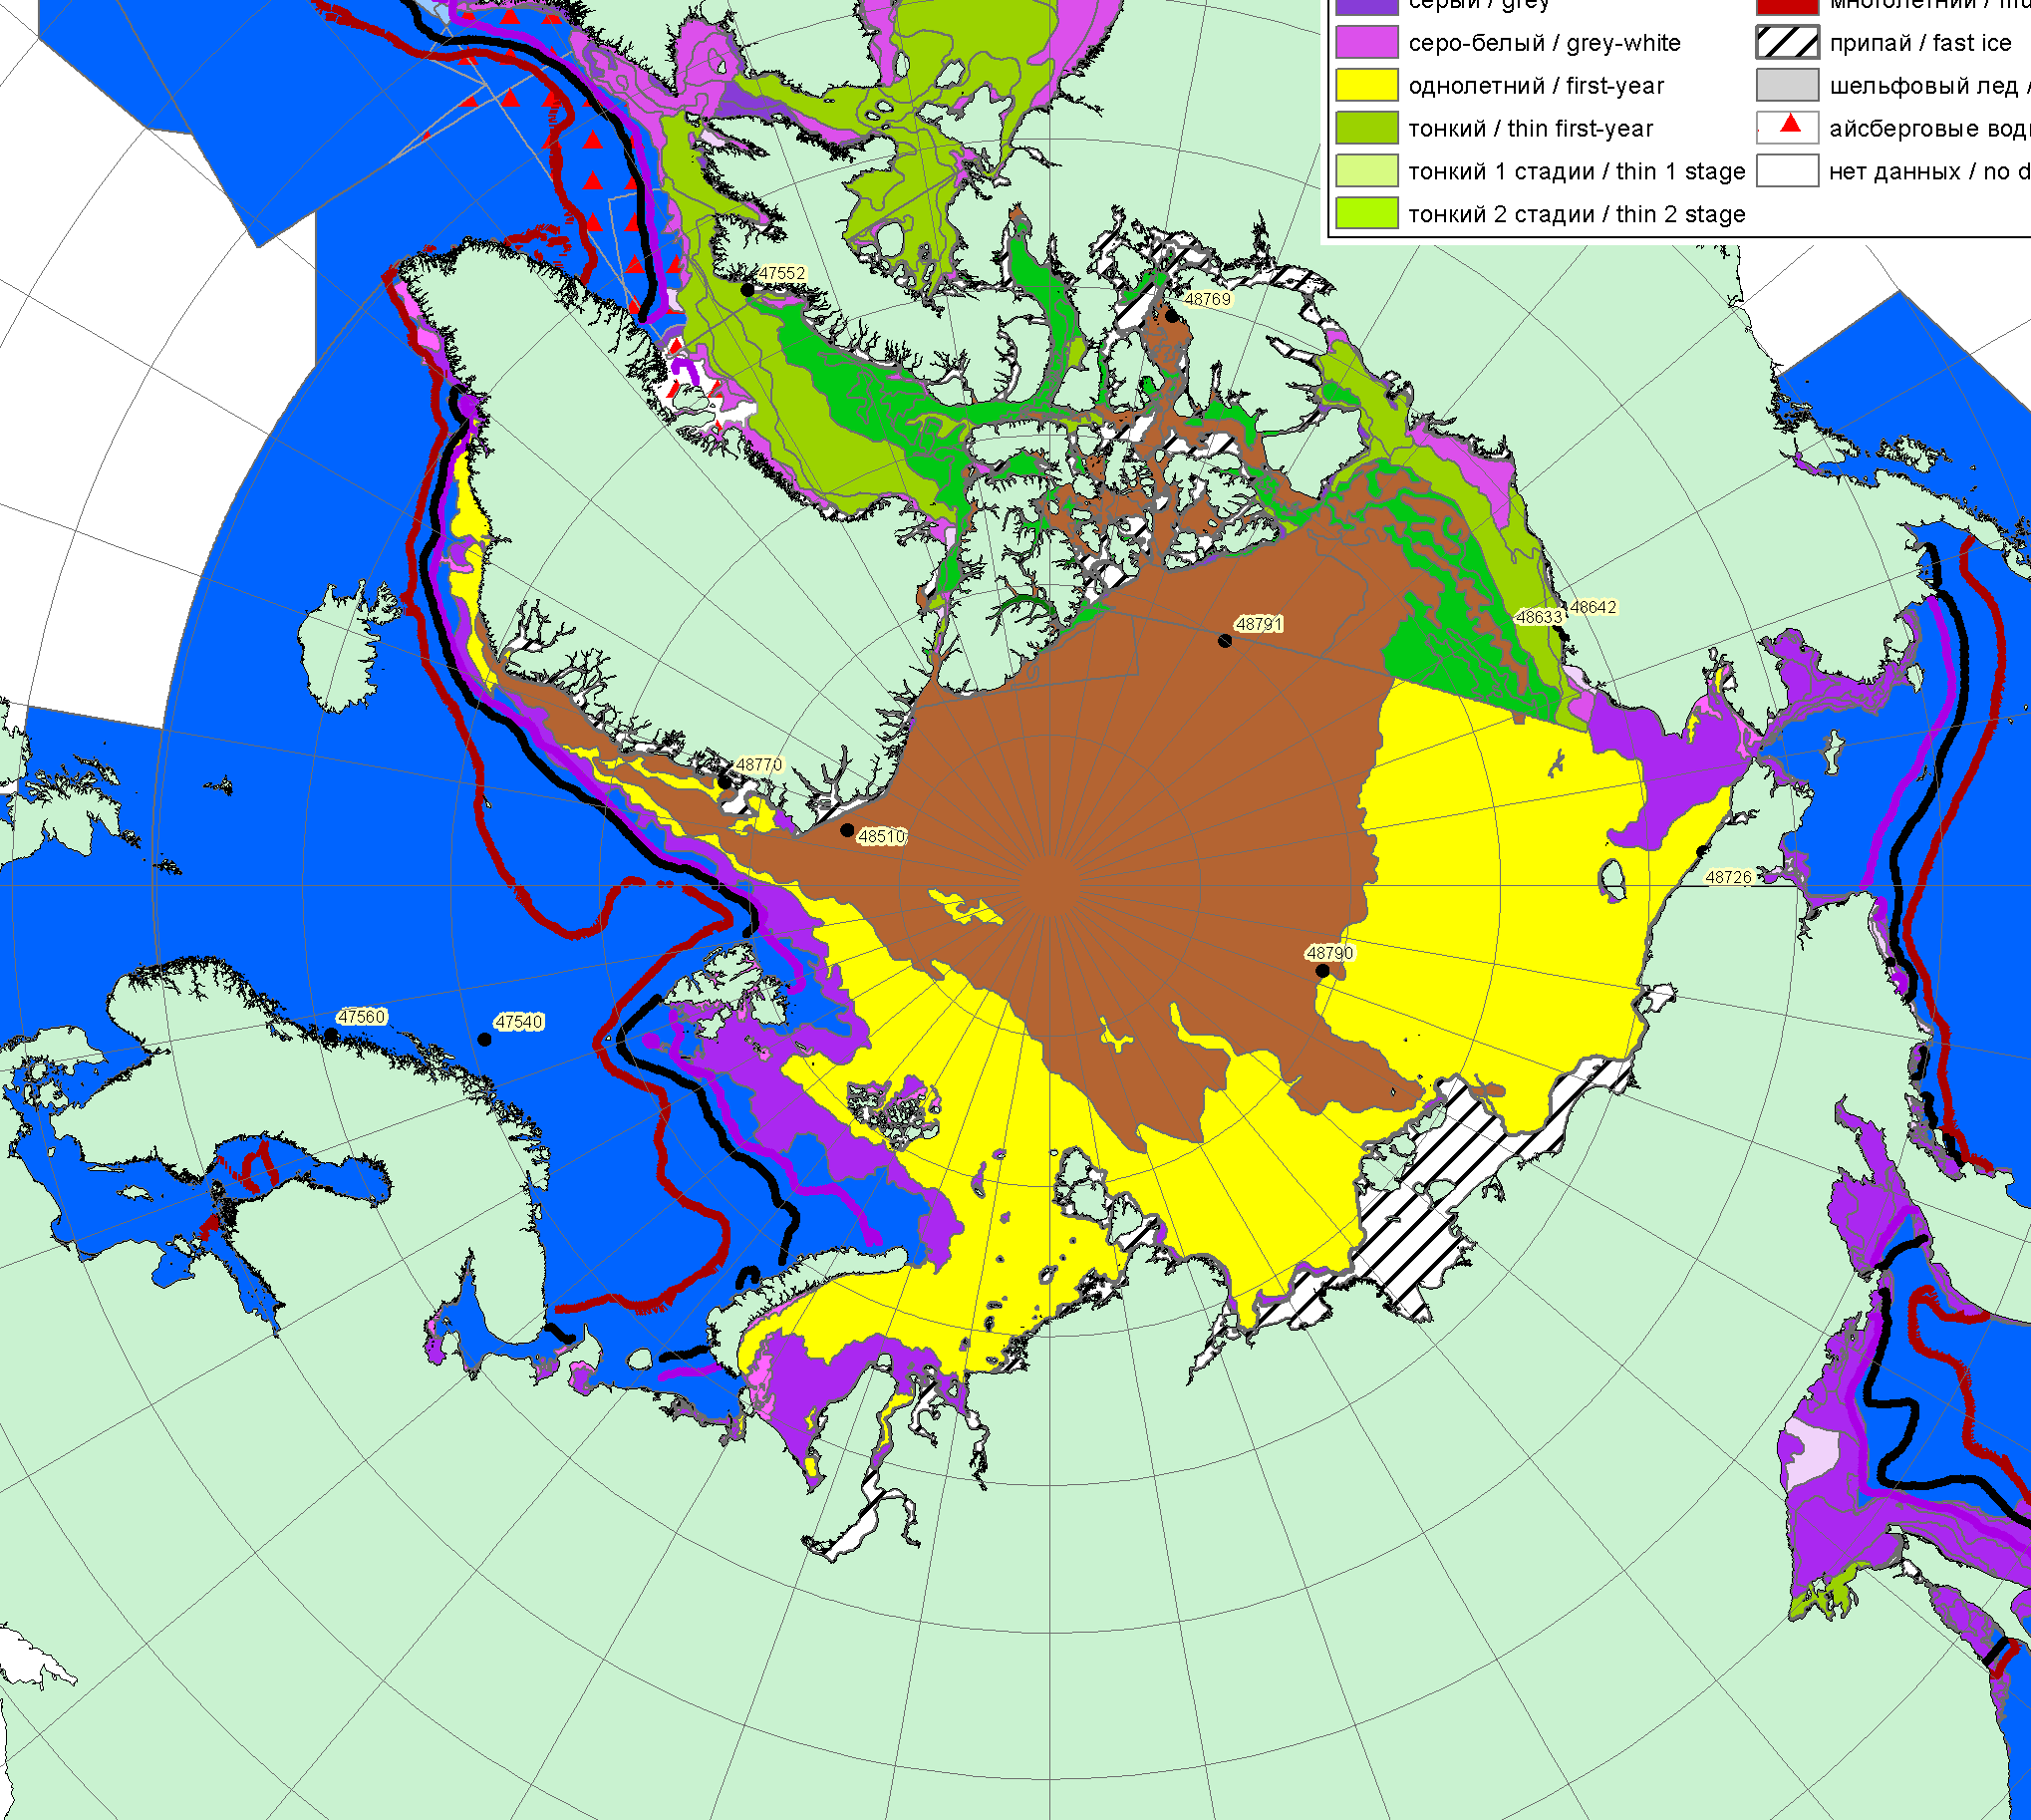 серый / grey
многолетний /
серо-белый / grey-white
припай / fast ice
однолетний / first-year
шельфовый лед /
тонкий / thin first-year
айсберговые
тонкий 1 стадии / thin 1 stage
нет данных / no
тонкий 2 стадии / thin 2 stage
47552
48769
48642
48633
48791
48770
48510
48726
48790
47560
47540